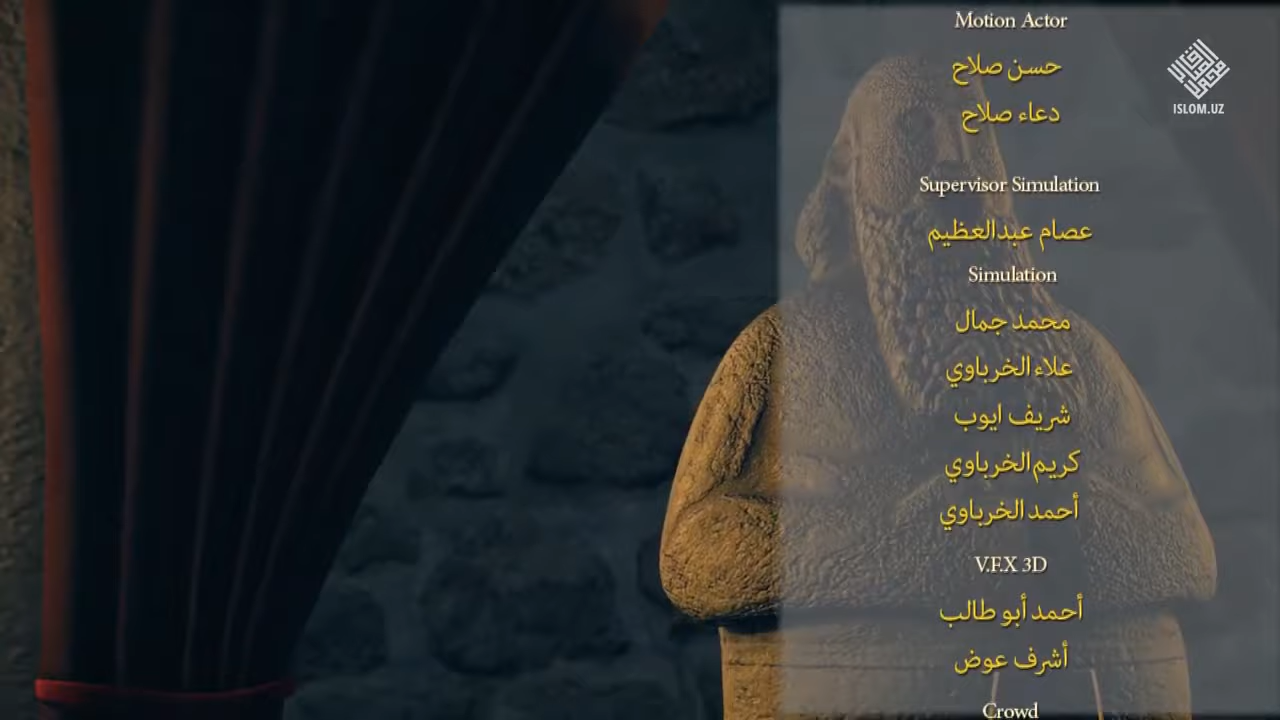 Motion Actor
حسن صلاح
دعاء صلاح
Supervisor Simulation
عصام عبدالعظيم
Simulation
محمد جمال
علاء الخرباوي
شريف ايوب
كريم الخرباوي
أحمد الخرباوي
V.F.X 3D
أحمد أبو طالب
أشرف عوض
Crowd
ISLOM.UZ